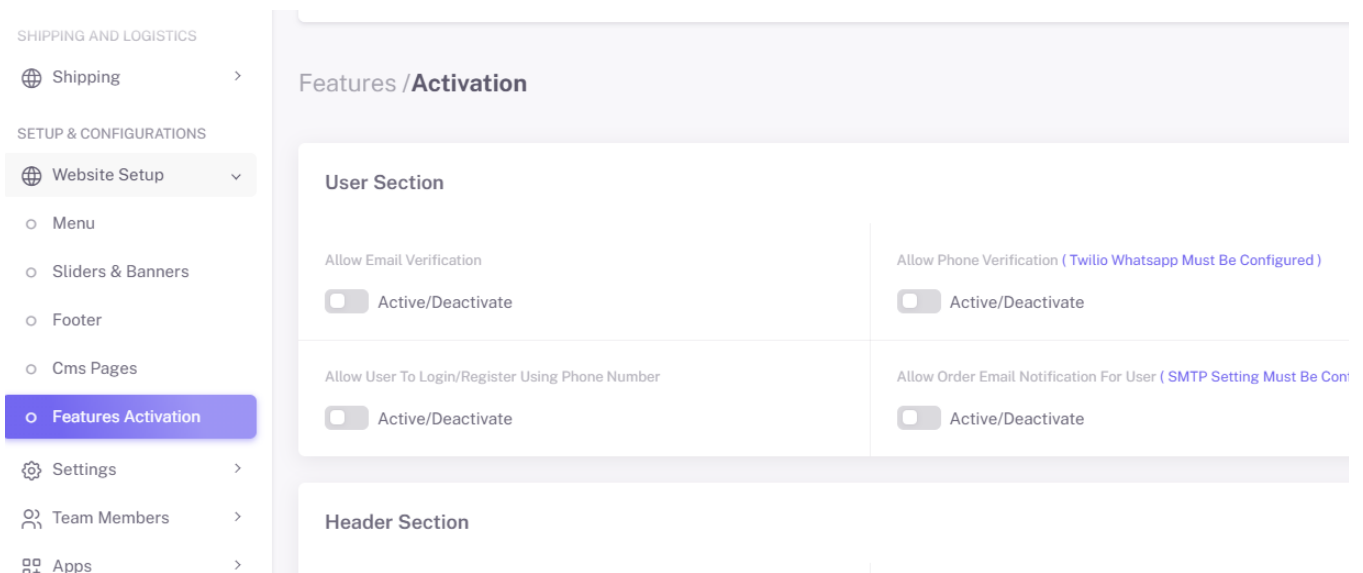 SHIPPING AND LOGISTICS
Shipping
SETUP & CONFIGURATIONS
Website Setup
Menu
Sliders & Banners
Footer
Cms Pages
Features Activation
Settings
Team Members
Apps
Features /Activation
User Section
Allow Email Verification
Active/Deactivate
Allow Phone Verification ( Twilio Whatsapp Must Be Configured )
Active/Deactivate
Allow User To Login/Register Using Phone Number
Active/Deactivate
Allow Order Email Notification For User ( SMTP Setting Must Be
Active/Deactivate
Header Section